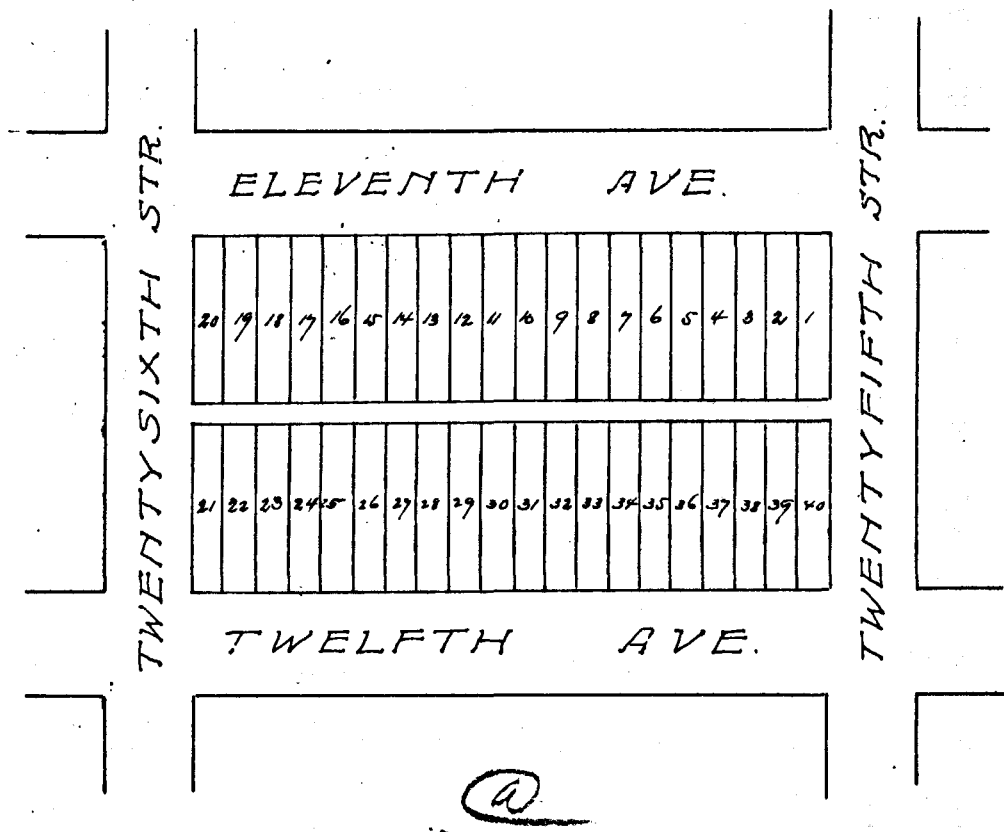 ELEVENTH AVE.
TWENTYSIXTH STR.
TWENTYFIFTH STR.
20 19 18 17 16 15 14 13 12 11 10 9 8 7 6 5 4 3 2 1
21 22 23 24 25 26 27 28 29 30 31 32 33 34 35 36 37 38 39 40
TWELFTH AVE.
a